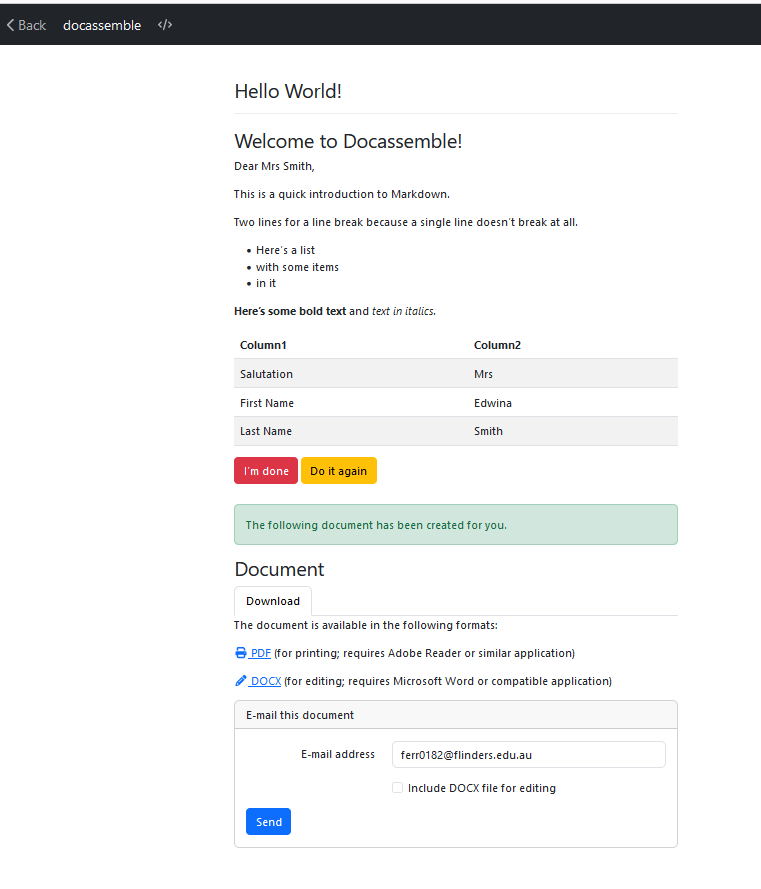 Back docassemble </>
Hello World!
Welcome to Docassemble!
Dear Mrs Smith,
This is a quick introduction to Markdown.
Two lines for a line break because a single line doesn't break at all.
• Here's a list
• with some items
• in it
Here's some bold text and text in italics.
Column1 Column2
Salutation Mrs
First Name Edwina
Last Name Smith
I'm done Do it again
The following document has been created for you.
Document
Download
The document is available in the following formats:
PDF (for printing; requires Adobe Reader or similar application)
DOCX (for editing; requires Microsoft Word or compatible application)
E-mail this document
E-mail address ferr0182@flinders.edu.au
Include DOCX file for editing
Send